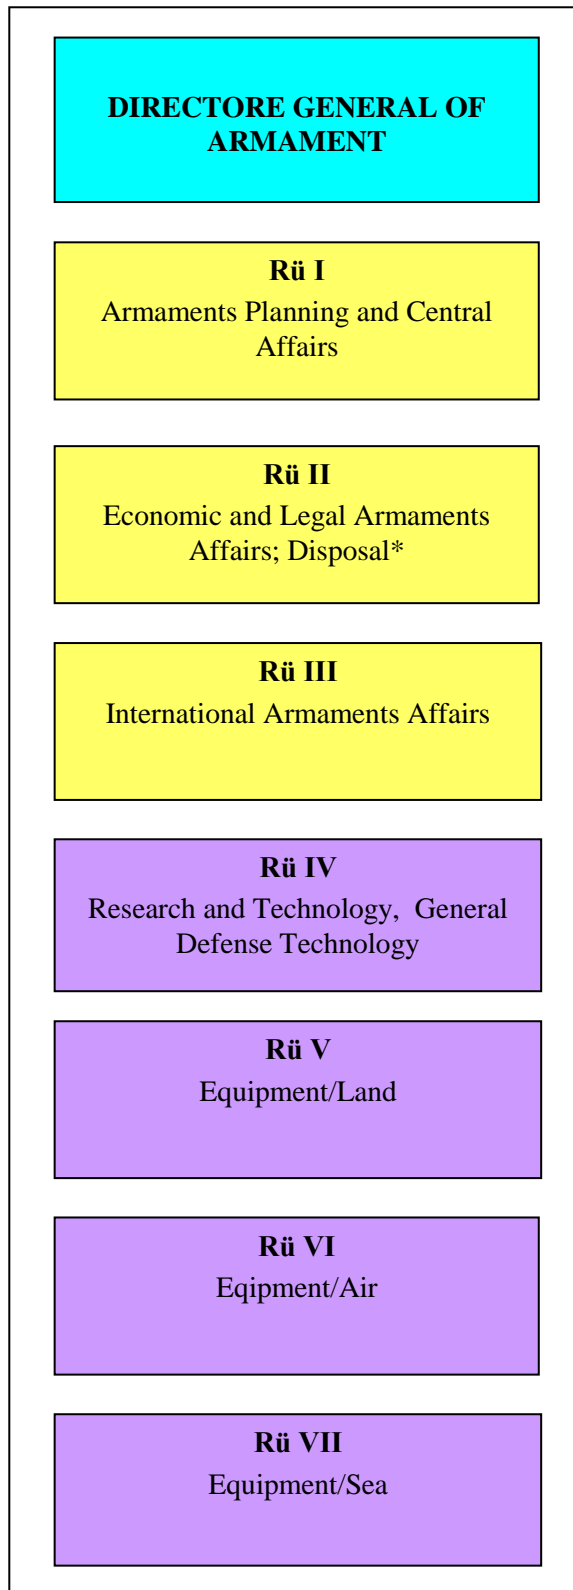 DIRECTORE GENERAL OF
ARMAMENT
Rü I
Armaments Planning and Central
Affairs
Rü II
Economic and Legal Armaments
Affairs; Disposal*
Rü III
International Armaments Affairs
Rü IV
Research and Technology,  General
Defense Technology
Rü V
Equipment/Land
Rü VI
Eqipment/Air
Rü VII
Equipment/Sea